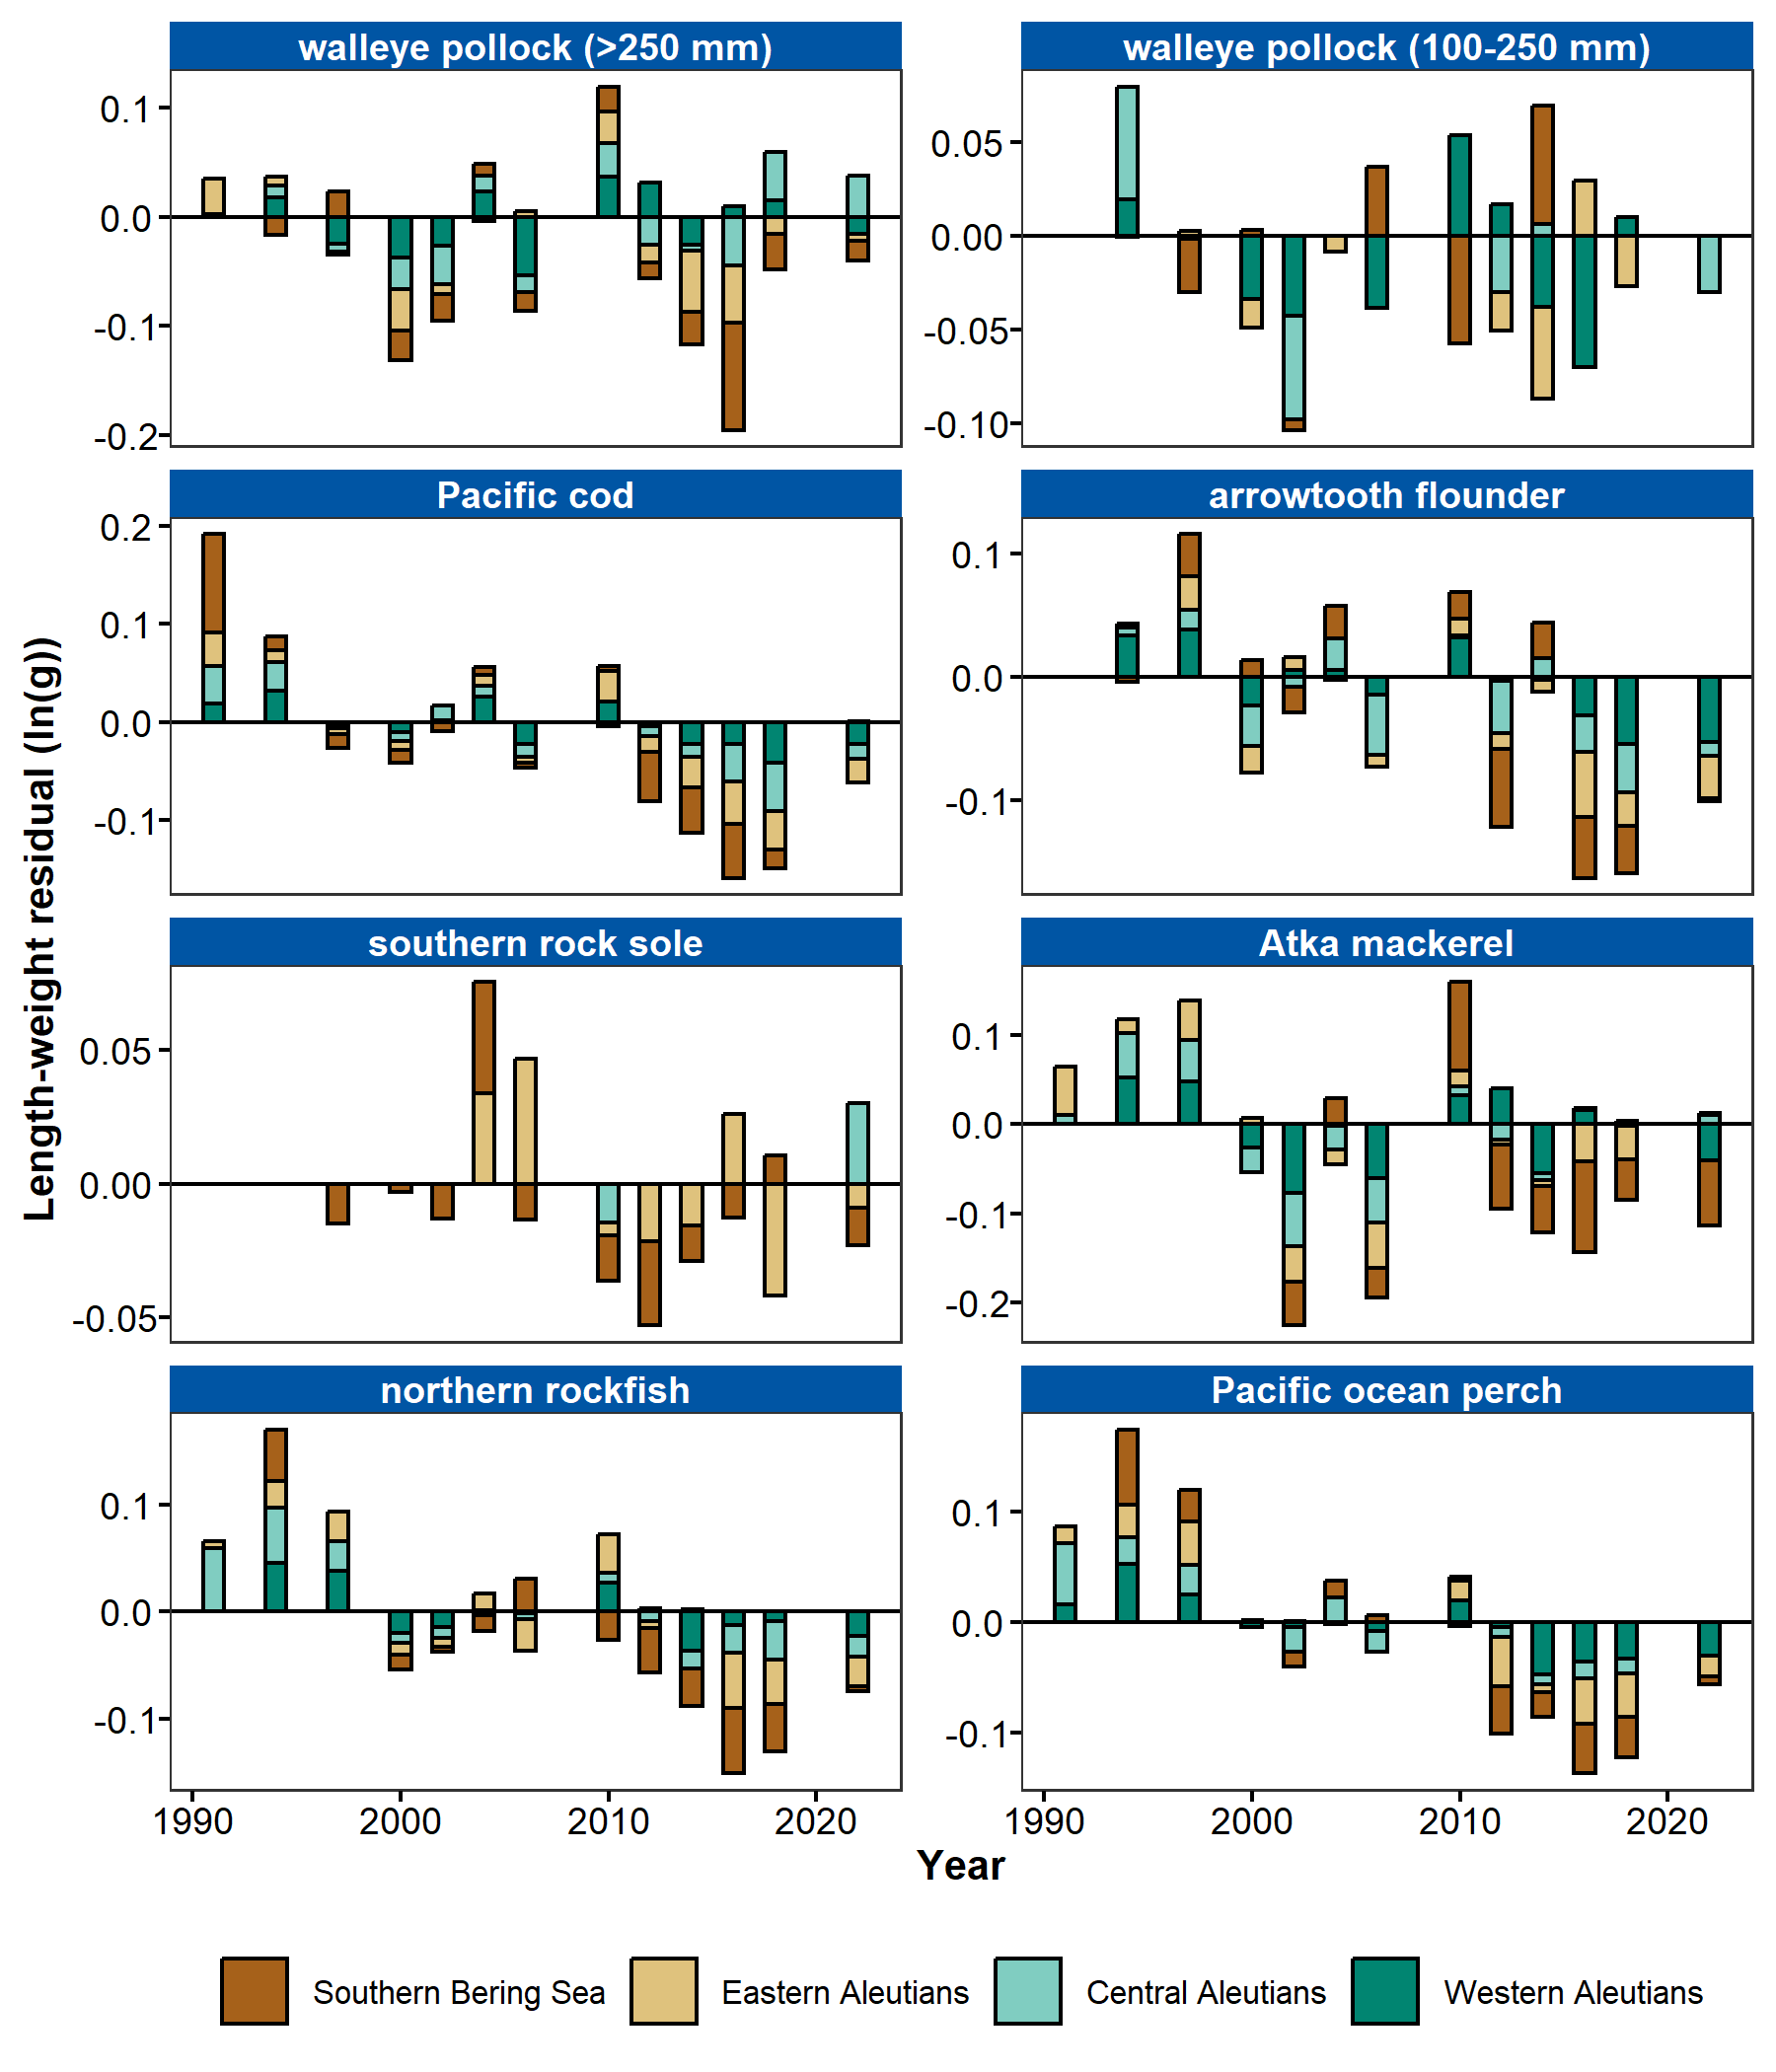 walleye pollock (>250 mm)
walleye pollock (100-250 mm)
0.1
0.0
-0.1
-0.2
0.05
0.00
-0.05
-0.10
Pacific cod
arrowtooth flounder
0.2
0.1
0.0
-0.1
0.1
0.0
-0.1
Length-weight residual (ln(g))
southern rock sole
Atka mackerel
0.05
0.00
-0.05
0.1
0.0
-0.1
-0.2
northern rockfish
Pacific ocean perch
0.1
0.0
-0.1
0.1
0.0
-0.1
1990 2000 2010 2020
1990 2000 2010 2020
Year
Southern Bering Sea Eastern Aleutians Central Aleutians Western Aleutians